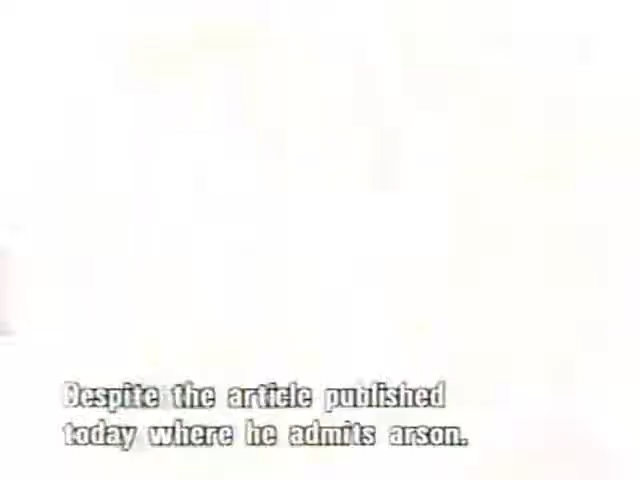 Despite the article published
today where he admits arson.